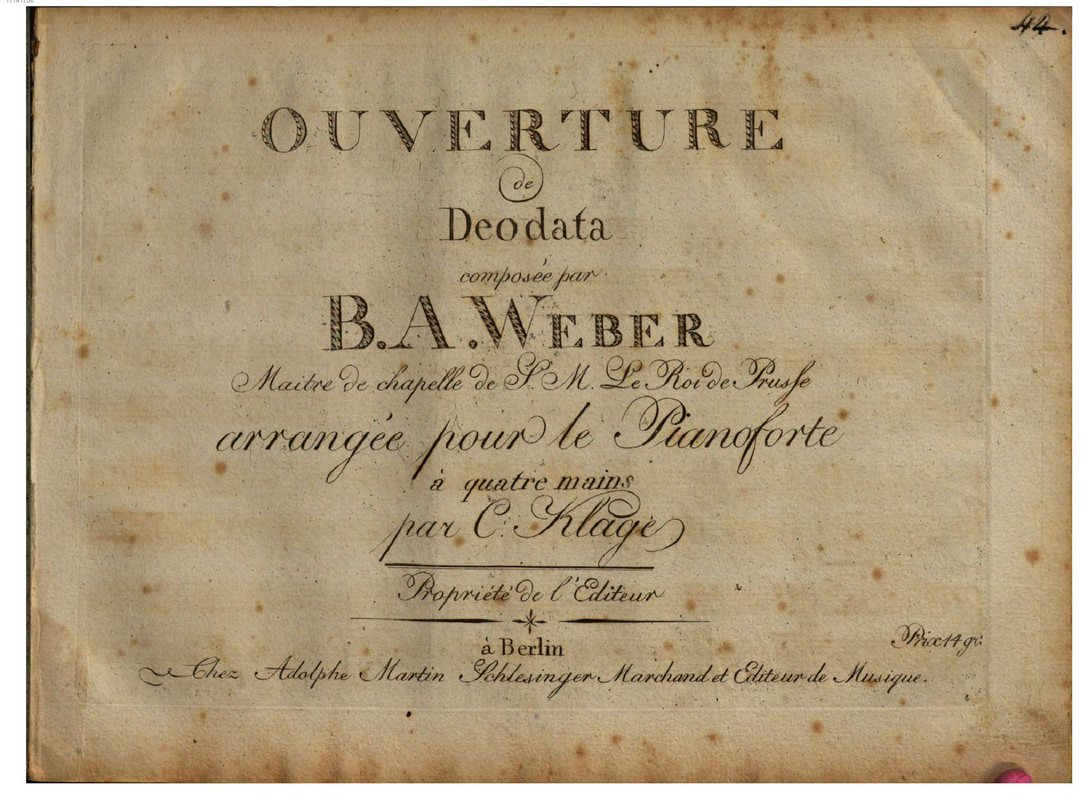 44.
OUVERTURE
de
Deodata
composée par
B. A. WEBER
Maitre de chapelle de S. M. Le Roi de Prusse
arrangée pour le Pianoforte
à quatre mains
par C. Klage
Propriété de l'Editeur
à Berlin
Prix 14 gr:
Chez Adolphe Martin Schlesinger Marchand et Editeur de Musique.